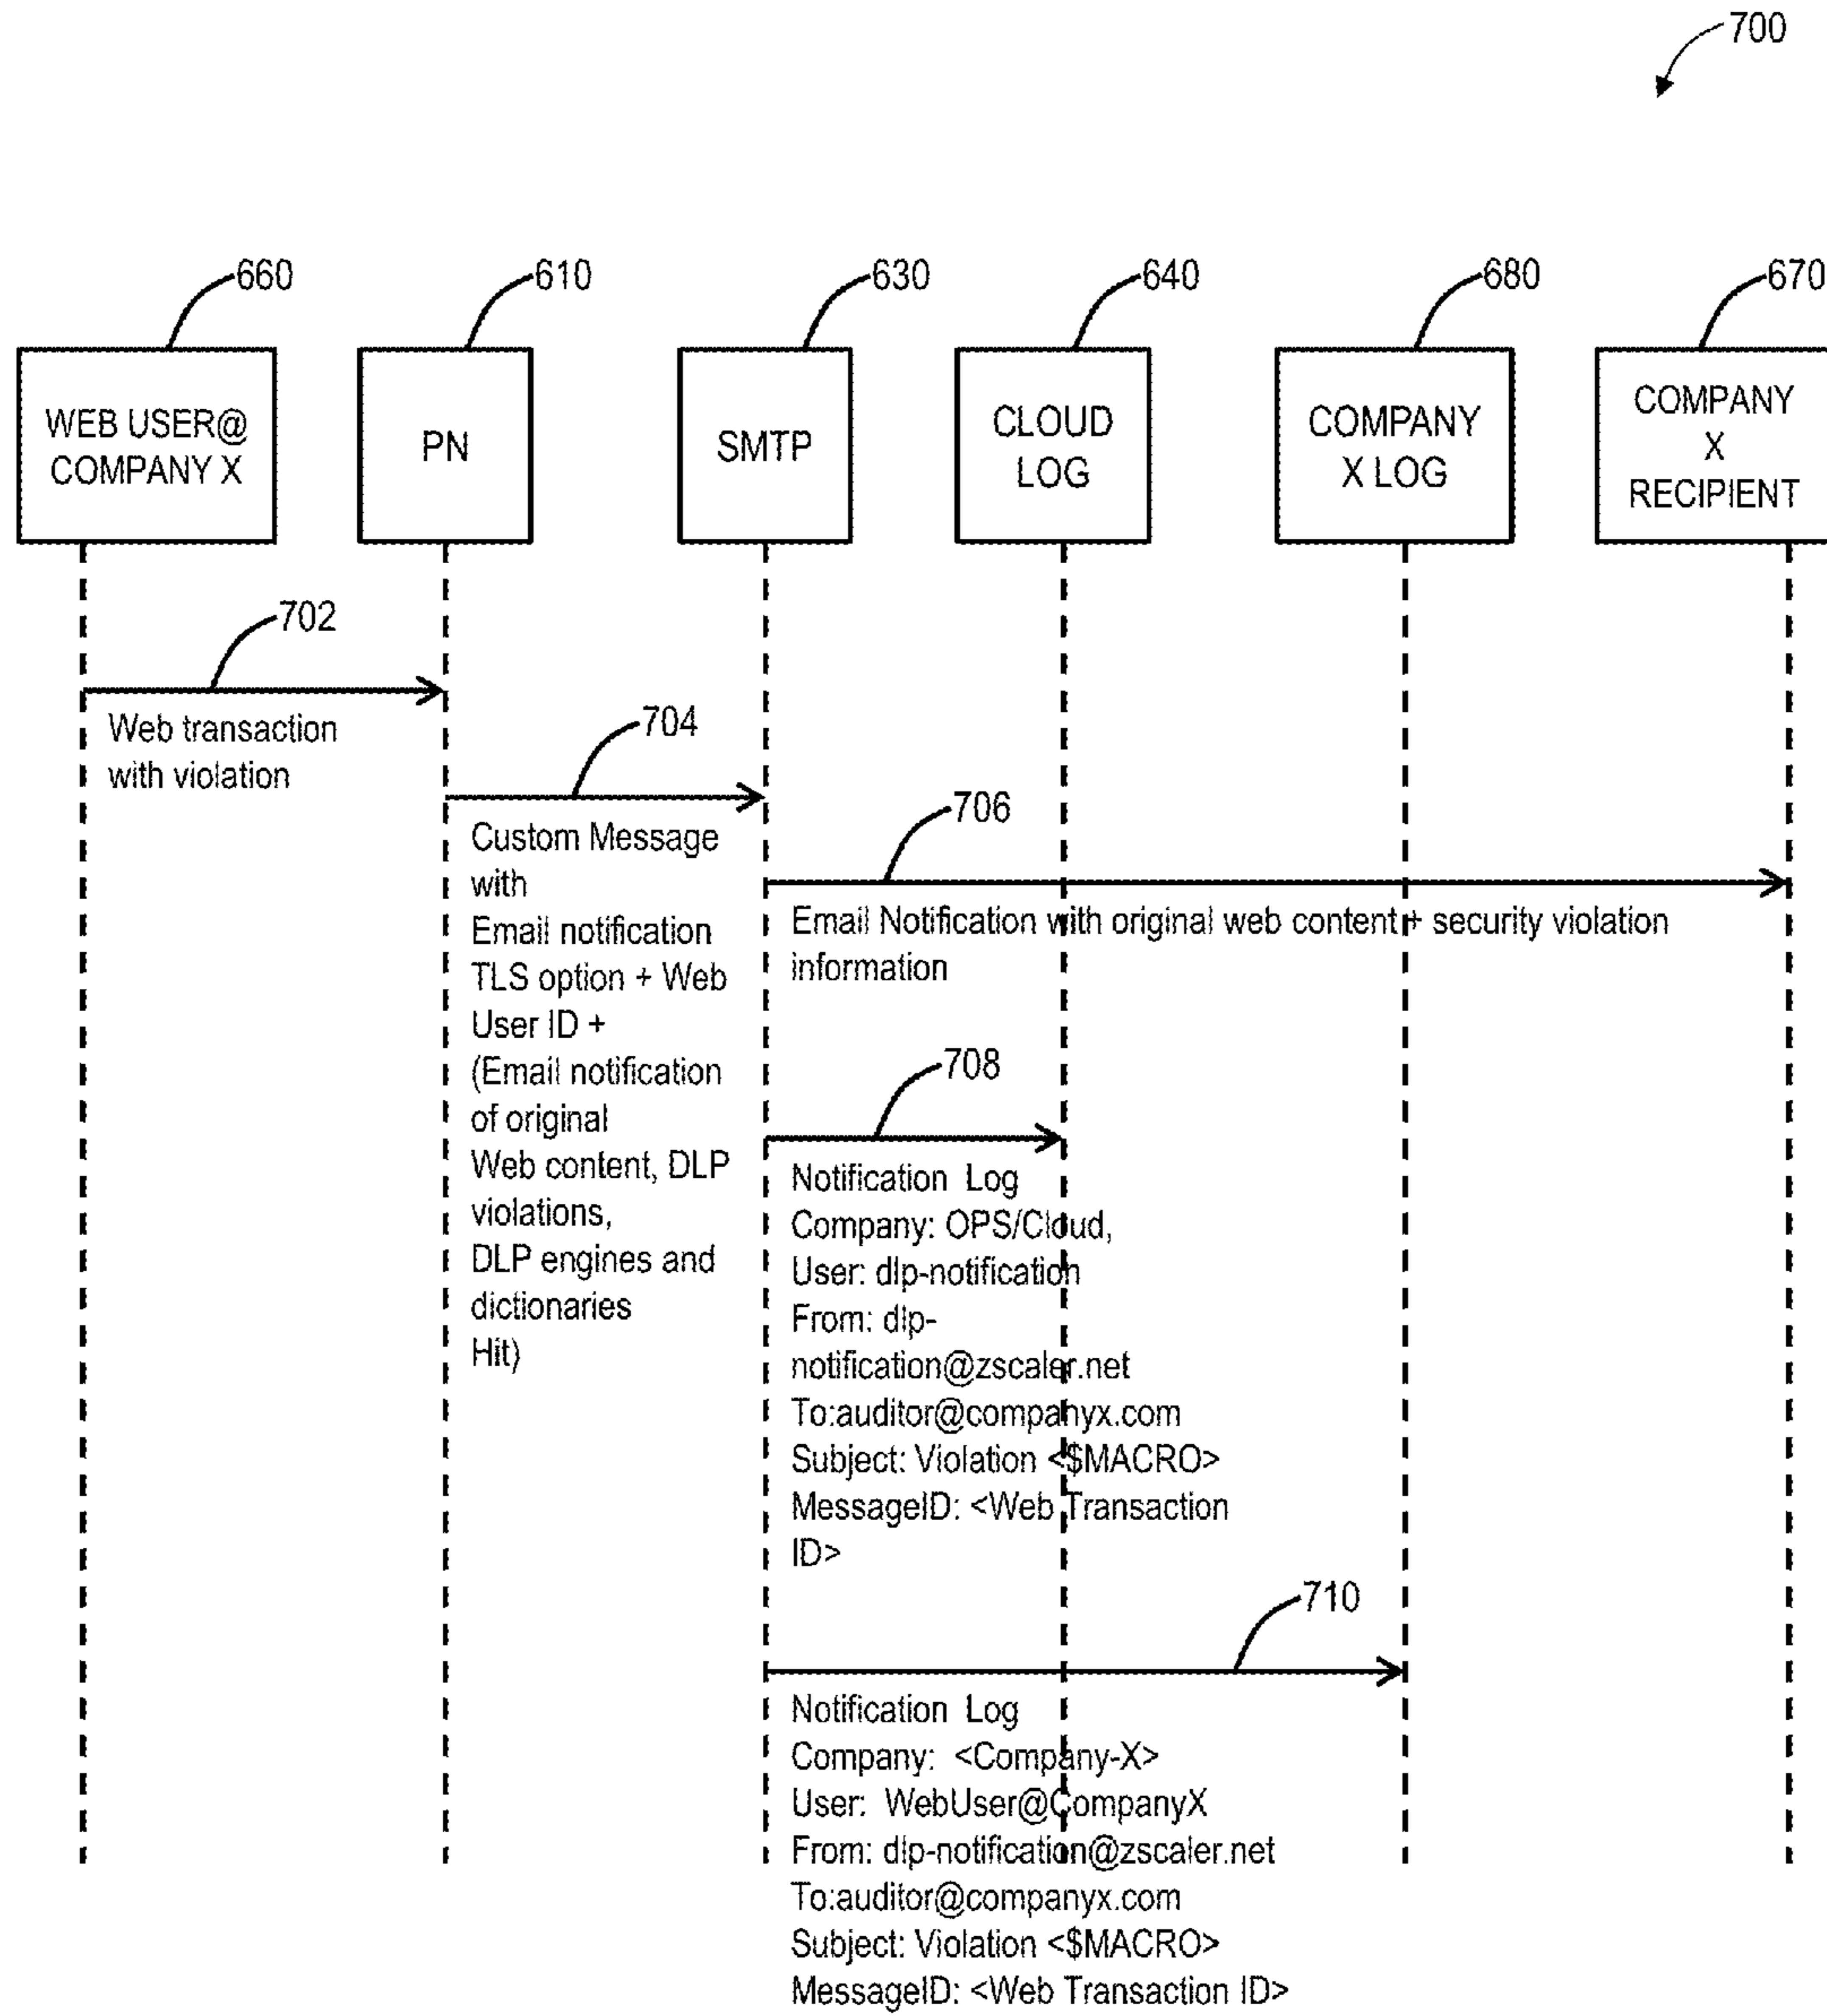 700
660
610
630
640
680
670
WEB USER@
COMPANY X
PN
SMTP
CLOUD
LOG
COMPANY
X LOG
COMPANY
X
RECIPIENT
702
Web transaction
with violation
704
Custom Message
with
Email notification
TLS option + Web
User ID +
(Email notification
of original
Web content, DLP
violations,
DLP engines and
dictionaries
Hit)
706
Email Notification with original web content + security violation
information
708
Notification Log
Company: OPS/Cloud,
User: dlp-notification
From: dlp-
notification@zscaler.net
To:auditor@companyx.com
Subject: Violation <$MACRO>
MessageID: <Web Transaction
ID>
710
Notification Log
Company: <Company-X>
User: WebUser@CompanyX
From: dlp-notification@zscaler.net
To:auditor@companyx.com
Subject: Violation <$MACRO>
MessageID: <Web Transaction ID>